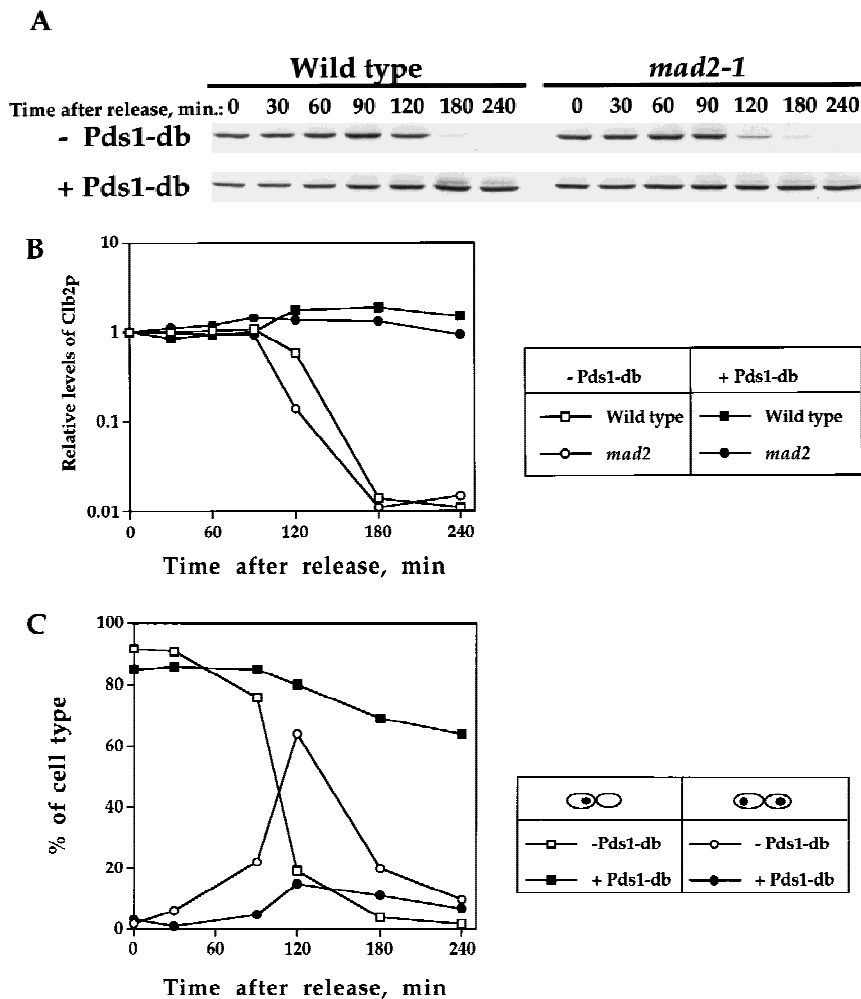 A
Wild type mad2-1
Time after release, min.: 0 30 60 90 120 180 240 0 30 60 90 120 180 240
- Pds1-db
+ Pds1-db
B
10
1
0.1
0.01
Relative levels of Clb2p
0 60 120 180 240
Time after release, min
- Pds1-db + Pds1-db
Wild type Wild type
mad2 mad2
C
100
80
60
40
20
0
% of cell type
0 60 120 180 240
Time after release, min
-Pds1-db - Pds1-db
+ Pds1-db + Pds1-db